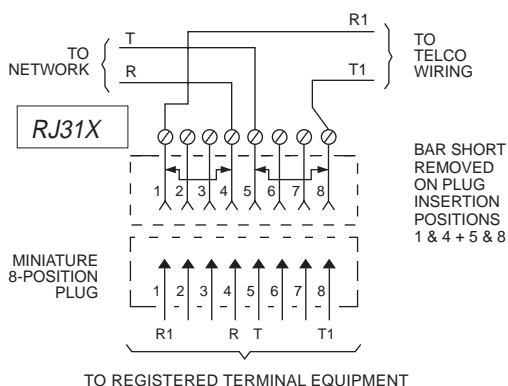 R1
T
TO
NETWORK
TO
TELCO
WIRING
R
T1
RJ31X
BAR SHORT
REMOVED
ON PLUG
INSERTION
POSITIONS
1 & 4 + 5 & 8
1 2 3 4 5 6 7 8
MINIATURE
8-POSITION
PLUG
1 2 3 4 5 6 7 8
R1 R T T1
TO REGISTERED TERMINAL EQUIPMENT